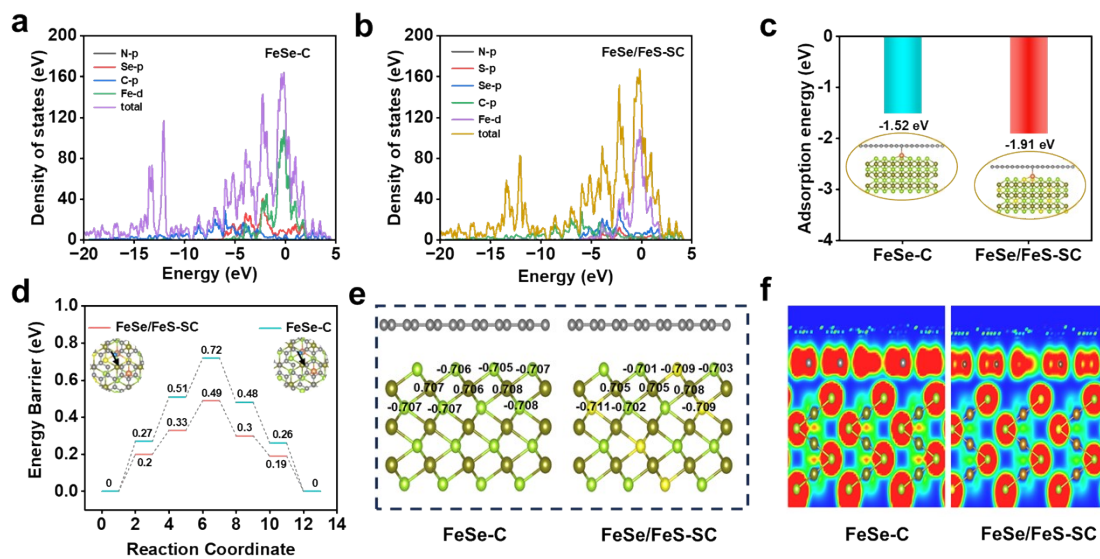 a
200
160
120
80
40
0
Density of states (eV)
N-p
Se-p
C-p
Fe-d
total
FeSe-C
−20 −15 −10 −5 0 5
Energy (eV)
b
200
160
120
80
40
0
Density of states (eV)
N-p
S-p
Se-p
C-p
Fe-d
total
FeSe/FeS-SC
−20 −15 −10 −5 0 5
Energy (eV)
c
0
-1
-2
-3
-4
Adsorption energy (eV)
-1.52 eV
-1.91 eV
FeSe-C FeSe/FeS-SC
d
1.0
0.8
0.6
0.4
0.2
0.0
Energy Barrier (eV)
FeSe/FeS-SC FeSe-C
0.72
0.51 0.49 0.48
0.27 0.33 0.3 0.26
0.2 0.19
0 0
0 2 4 6 8 10 12 14
Reaction Coordinate
e
-0.706 -0.705 -0.707
0.707 0.706 0.708
-0.707 -0.707 -0.708
FeSe-C
-0.701 -0.709 -0.703
0.705 0.705 0.708
-0.711 -0.702 -0.709
FeSe/FeS-SC
f
FeSe-C FeSe/FeS-SC